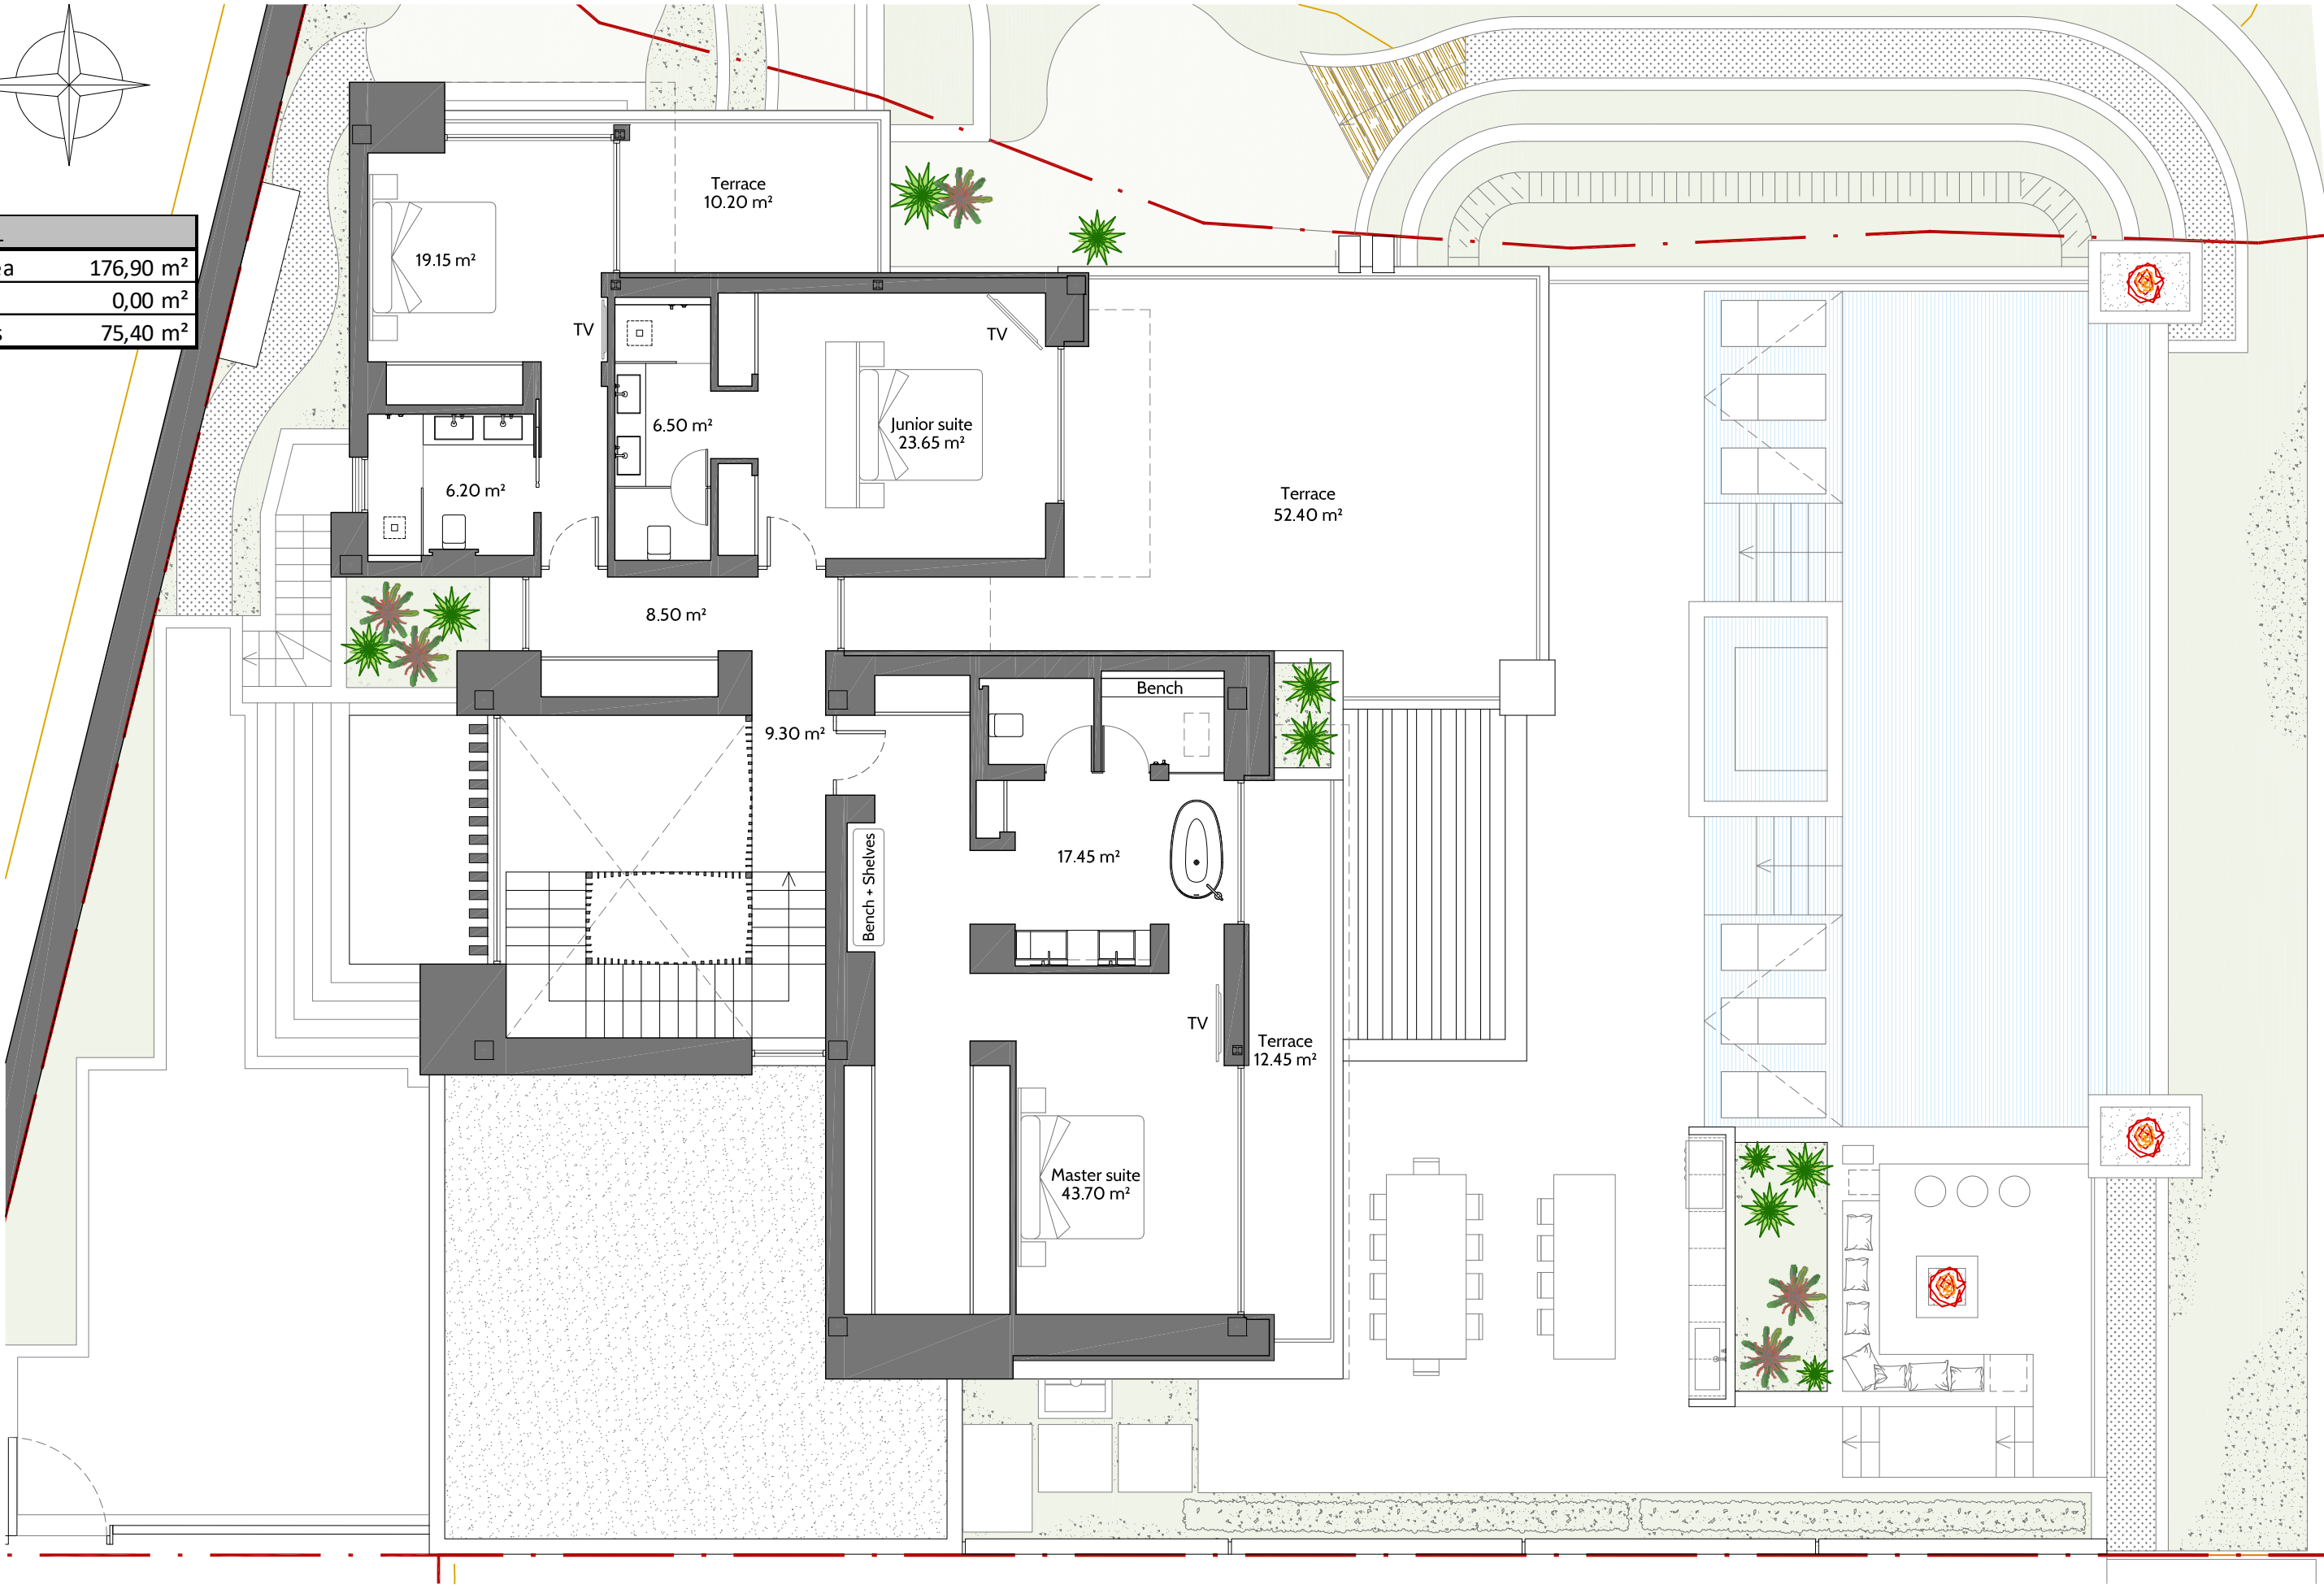 176,90 m²
0,00 m²
75,40 m²
Terrace
10.20 m²
19.15 m²
TV
TV
6.50 m²
Junior suite
23.65 m²
6.20 m²
Terrace
52.40 m²
8.50 m²
Bench
9.30 m²
Bench + Shelves
17.45 m²
TV
Terrace
12.45 m²
Master suite
43.70 m²